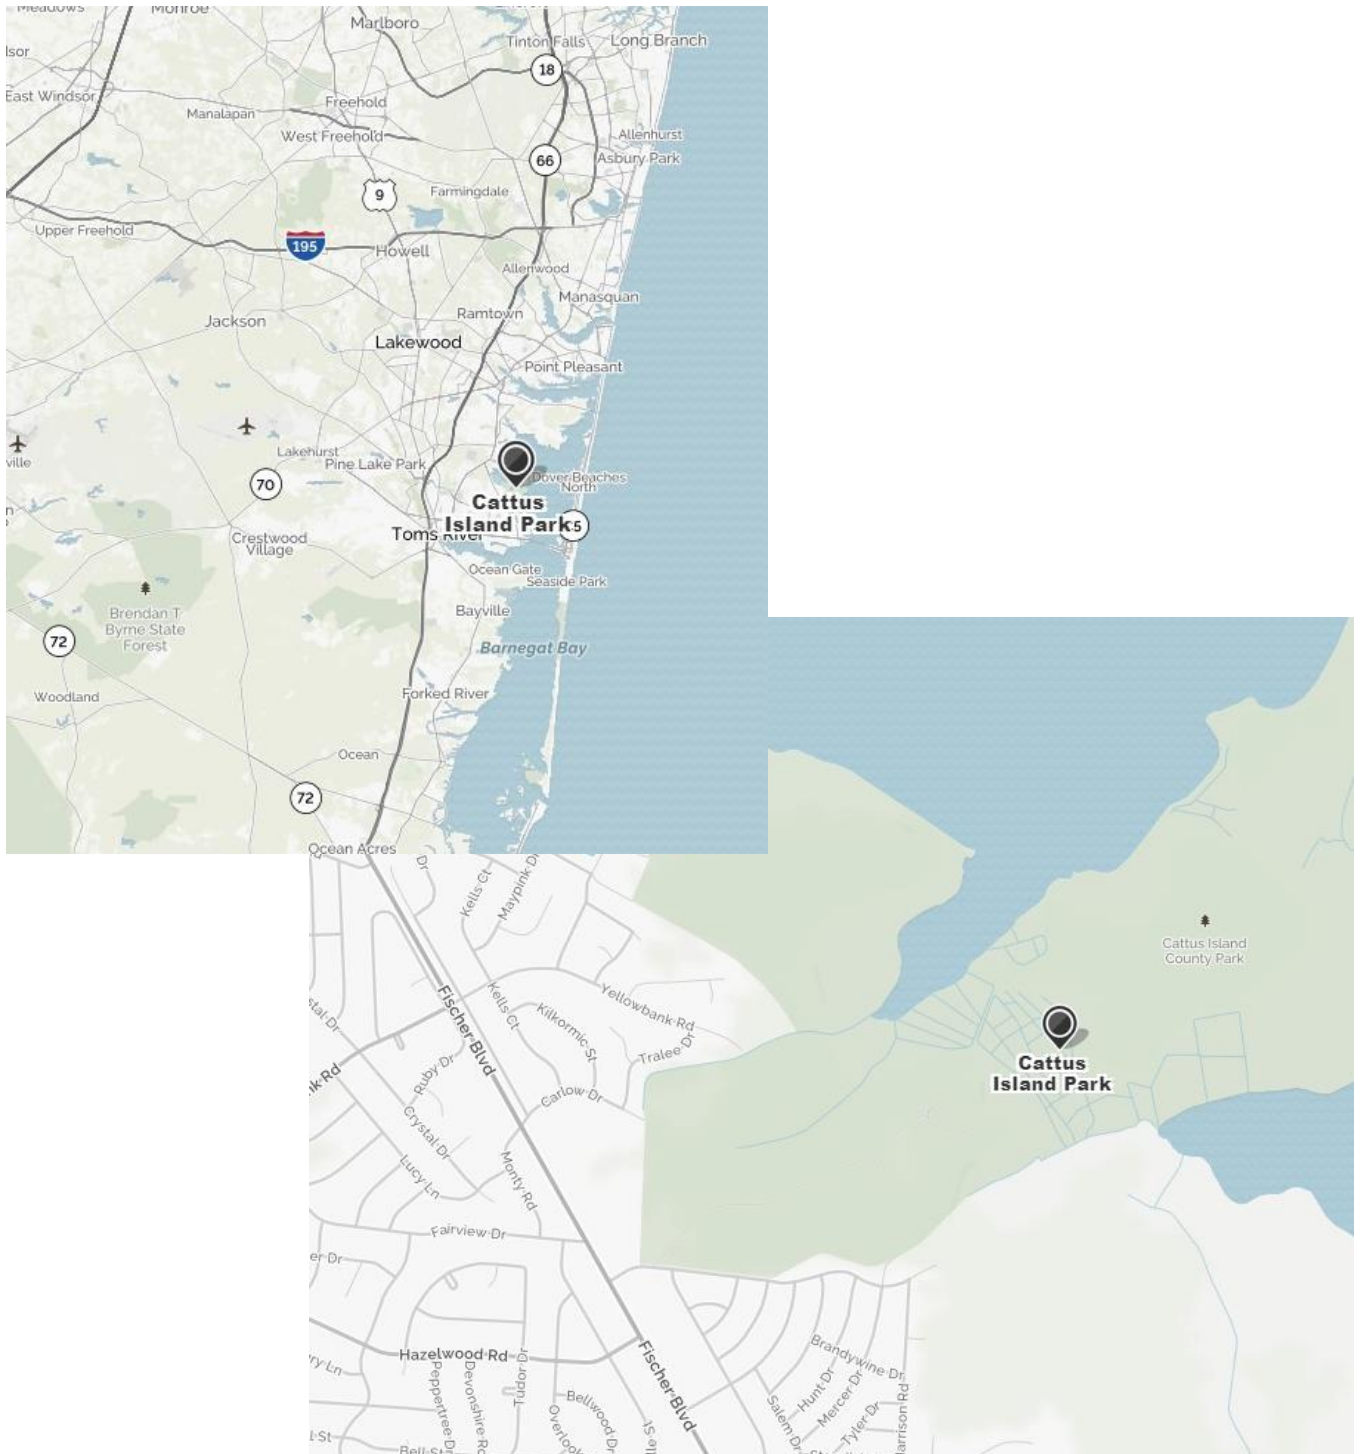 Monroe
Marlboro
Tinton Falls
Long Branch
18
East Windsor
Manalapan
Freehold
West Freehold
Allenhurst
66
Asbury Park
9
Farmingdale
Upper Freehold
195
Howell
Allenwood
Manasquan
Ramtown
Jackson
Lakewood
Point Pleasant
Lakehurst
Pine Lake Park
70
Dover Beaches
North
Cattus
Island Park
Toms River
Crestwood
Village
Ocean Gate
Seaside Park
Brendan T
Byrne State
Forest
Bayville
72
Barnegat Bay
Woodland
Forked River
Ocean
72
Ocean Acres
Dr
Kells Ct
Maypink D
Cattus Island
County Park
Fischer Blvd
Kells Ct
Yellowbank Rd
Kilkormic St
Tralee Dr
Cattus
Island Park
Ruby Dr
Carlow Dr
Crystal Dr
Lucy Ln
Monty Rd
Fairview Dr
er Dr
Hazelwood Rd
Fischer Blvd
Brandywine Dr
Peppertree D
Devonshire Rd
Tudor Dr
Bellwood Dr
Overloo
Salem Dr
Hunt Dr
Mercer Dr
Tyler Dr
arrison Rd
Bell St